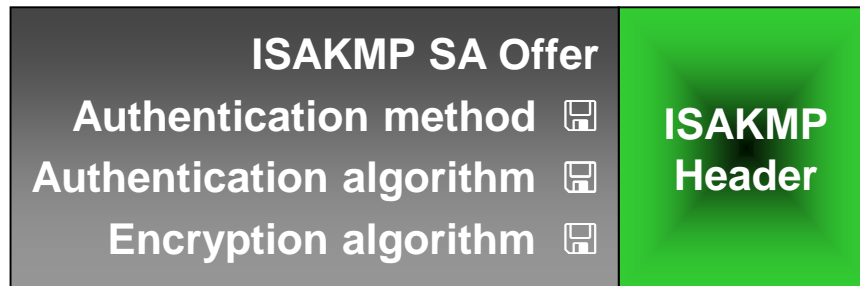 ISAKMP SA Offer
Authentication method
Authentication algorithm
Encryption algorithm
ISAKMP
Header